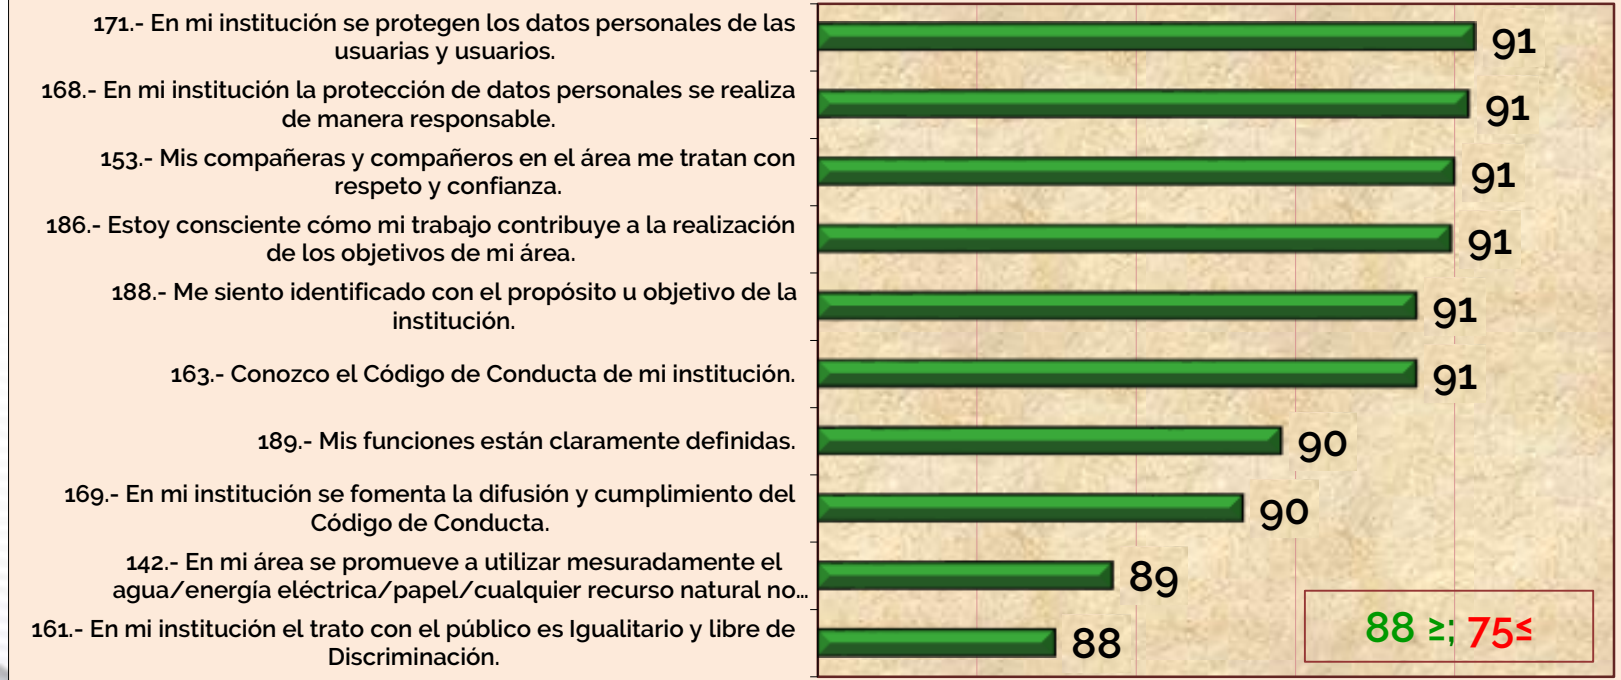 171.- En mi institución se protegen los datos personales de las
usuarias y usuarios.
91
168.- En mi institución la protección de datos personales se realiza
de manera responsable.
91
153.- Mis compañeras y compañeros en el área me tratan con
respeto y confianza.
91
186.- Estoy consciente cómo mi trabajo contribuye a la realización
de los objetivos de mi área.
91
188.- Me siento identificado con el propósito u objetivo de la
institución.
91
163.- Conozco el Código de Conducta de mi institución.
91
189.- Mis funciones están claramente definidas.
90
169.- En mi institución se fomenta la difusión y cumplimiento del
Código de Conducta.
90
142.- En mi área se promueve a utilizar mesuradamente el
agua/energía eléctrica/papel/cualquier recurso natural no...
89
161.- En mi institución el trato con el público es Igualitario y libre de
Discriminación.
88
88 ≥; 75≤